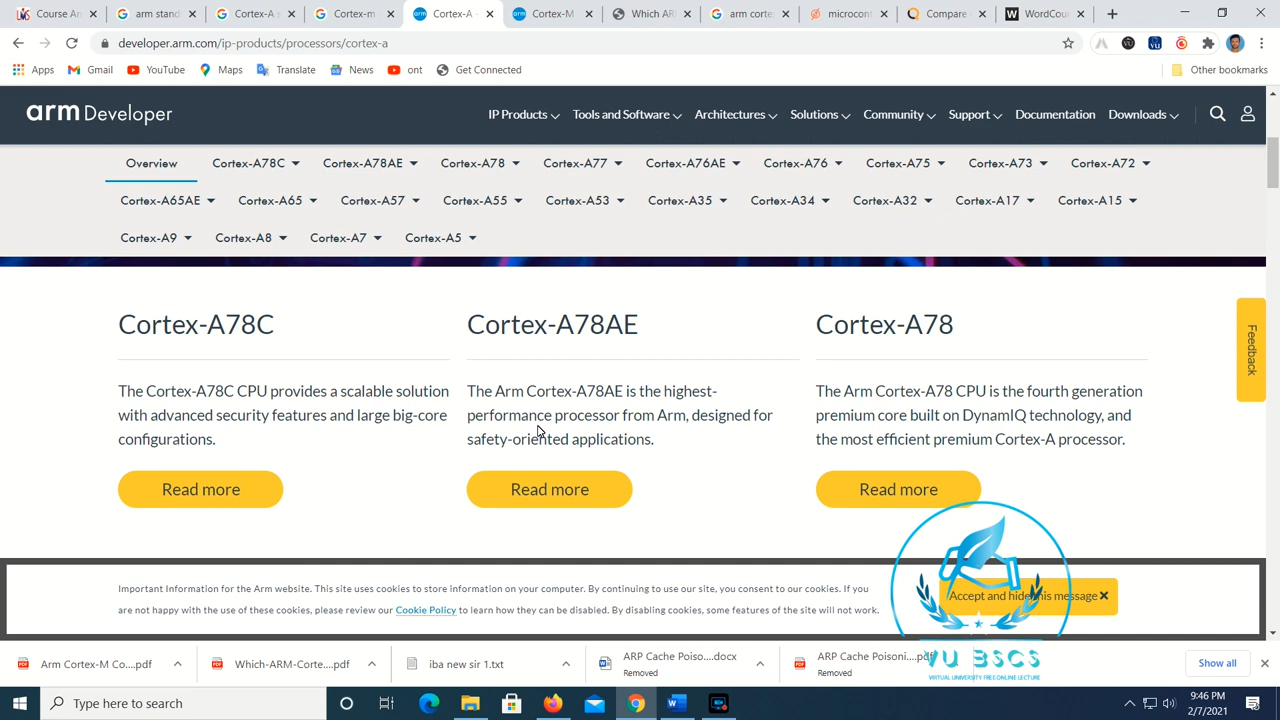 Course An
arm stand
Cortex-A s
Cortex-m
Cortex-A -
Cortex-M
Which AR
arm corte
microcont
Compare
WordCoun
developer.arm.com/ip-products/processors/cortex-a
Apps
Gmail
YouTube
Maps
Translate
News
ont
Get Connected
Other bookmarks
arm Developer
IP Products
Tools and Software
Architectures
Solutions
Community
Support
Documentation
Downloads
Overview
Cortex-A78C
Cortex-A78AE
Cortex-A78
Cortex-A77
Cortex-A76AE
Cortex-A76
Cortex-A75
Cortex-A73
Cortex-A72
Cortex-A65AE
Cortex-A65
Cortex-A57
Cortex-A55
Cortex-A53
Cortex-A35
Cortex-A34
Cortex-A32
Cortex-A17
Cortex-A15
Cortex-A9
Cortex-A8
Cortex-A7
Cortex-A5
Feedback
Cortex-A78C
The Cortex-A78C CPU provides a scalable solution
with advanced security features and large big-core
configurations.
Read more
Cortex-A78AE
The Arm Cortex-A78AE is the highest-
performance processor from Arm, designed for
safety-oriented applications.
Read more
Cortex-A78
The Arm Cortex-A78 CPU is the fourth generation
premium core built on DynamIQ technology, and
the most efficient premium Cortex-A processor.
Read more
Important Information for the Arm website. This site uses cookies to store information on your computer. By continuing to use our site, you consent to our cookies. If you
are not happy with the use of these cookies, please review our Cookie Policy to learn how they can be disabled. By disabling cookies, some features of the site will not work.
Accept and hide this message
VU BSCS
VIRTUAL UNIVERSITY FREE ONLINE LECTURE
Arm Cortex-M Co....pdf
Which-ARM-Corte....pdf
iba new sir 1.txt
ARP Cache Poiso....docx
Removed
ARP Cache Poisoni....pdf
Removed
Show all
Type here to search
9:46 PM
2/7/2021